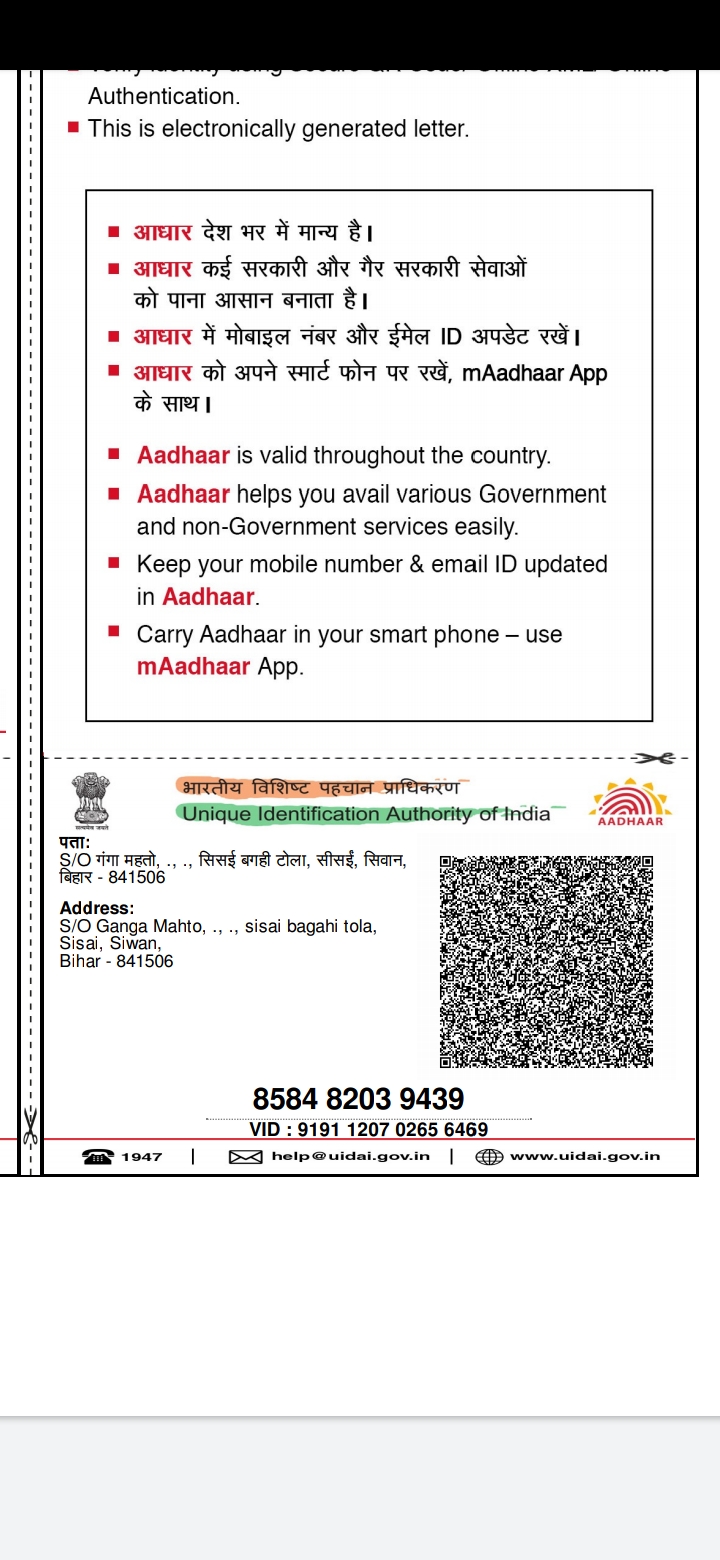 Authentication.
This is electronically generated letter.
आधार देश भर में मान्य है।
आधार कई सरकारी और गैर सरकारी सेवाओं
को पाना आसान बनाता है।
आधार में मोबाइल नंबर और ईमेल ID अपडेट रखें।
आधार को अपने स्मार्ट फोन पर रखें, mAadhaar App
के साथ।
Aadhaar is valid throughout the country.
Aadhaar helps you avail various Government
and non-Government services easily.
Keep your mobile number & email ID updated
in Aadhaar.
Carry Aadhaar in your smart phone – use
mAadhaar App.
भारतीय विशिष्ट पहचान प्राधिकरण
Unique Identification Authority of India
सत्यमेव जयते
AADHAAR
पता:
S/O गंगा महतो, ., ., सिसई बगही टोला, सीसईं, सिवान,
बिहार - 841506
Address:
S/O Ganga Mahto, ., ., sisai bagahi tola,
Sisai, Siwan,
Bihar - 841506
8584 8203 9439
VID : 9191 1207 0265 6469
1947 | help@uidai.gov.in | www.uidai.gov.in